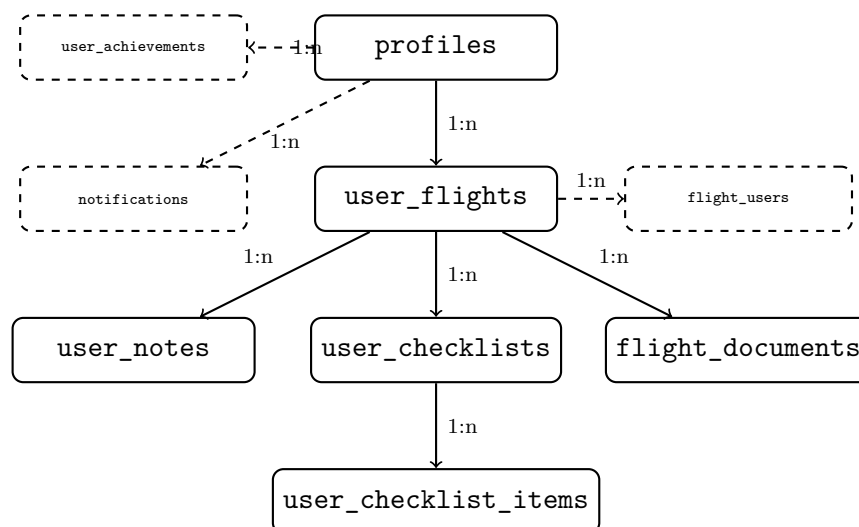 user_achievements
1:n
profiles
1:n
1:n
notifications
user_flights
1:n
flight_users
1:n
1:n
1:n
user_notes
user_checklists
flight_documents
1:n
user_checklist_items